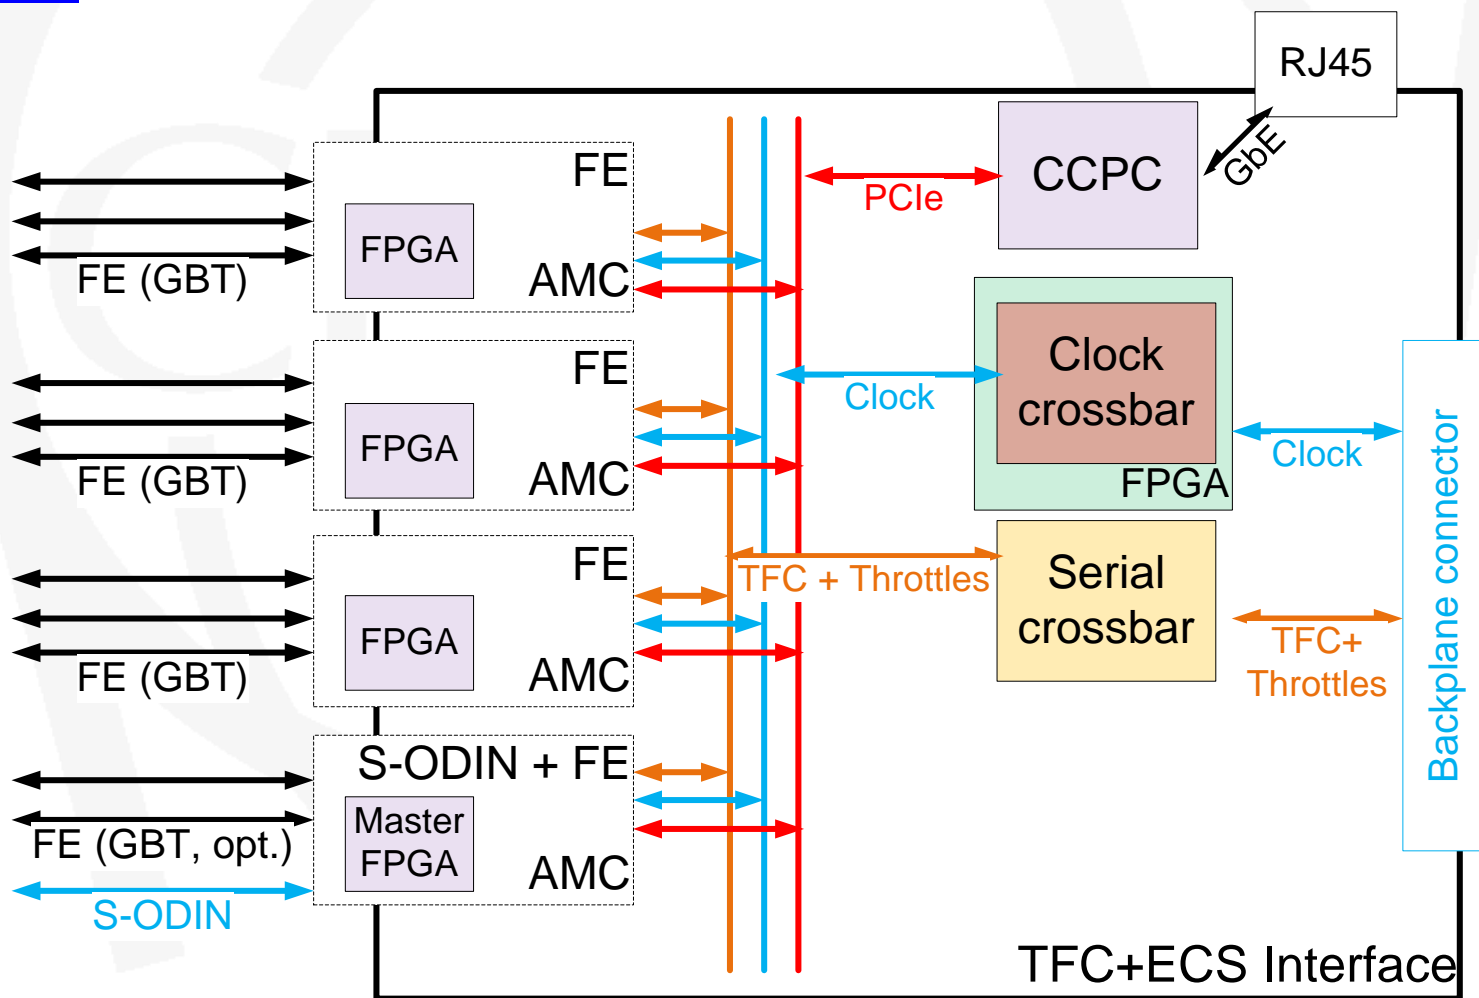 RJ45
GbE
CCPC
PCIe
FE
FPGA
AMC
FE (GBT)
FE
FPGA
AMC
FE (GBT)
Clock
Clock
crossbar
FPGA
Clock
Backplane connector
FE
FPGA
AMC
FE (GBT)
TFC + Throttles
Serial
crossbar
TFC+
Throttles
S-ODIN + FE
Master
FPGA
AMC
FE (GBT, opt.)
S-ODIN
TFC+ECS Interface